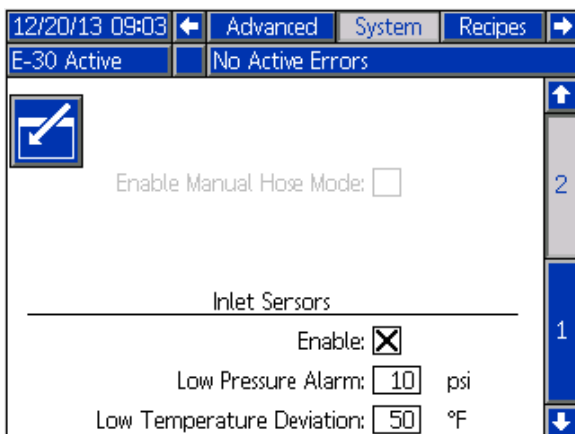 12/20/13 09:03 Advanced System Recipes
E-30 Active No Active Errors
Enable Manual Hose Mode:
2
Inlet Sensors
Enable:
1
Low Pressure Alarm: 10 psi
Low Temperature Deviation: 50 °F